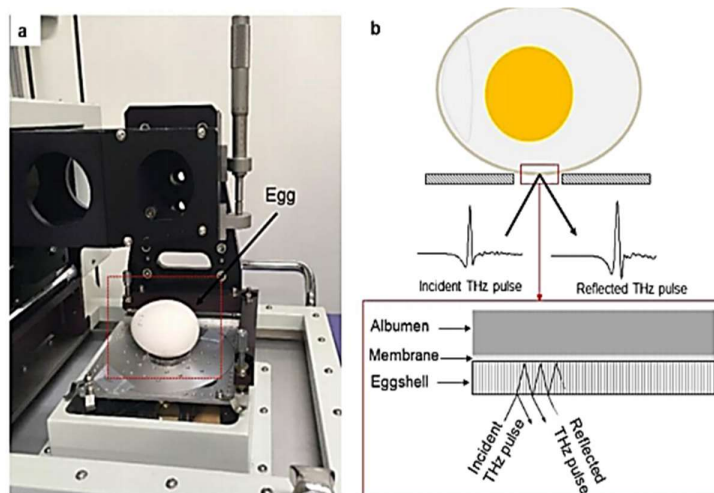 a
Egg
b
Incident THz pulse
Reflected THz pulse
Albumen
Membrane
Eggshell
Incident
THz pulse
Reflected
THz pulse